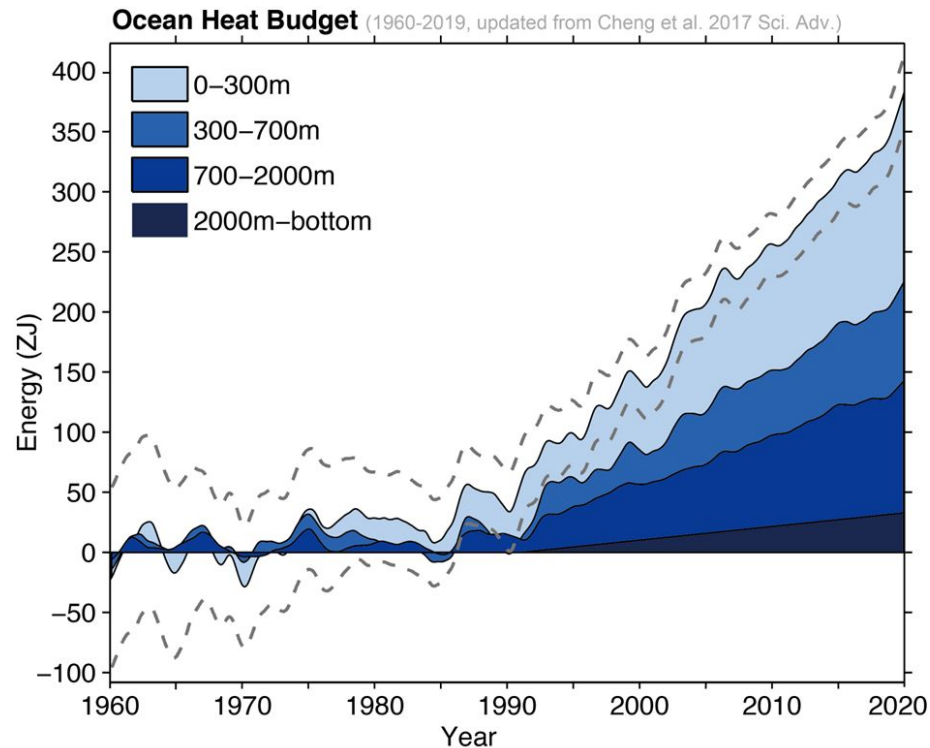 Ocean Heat Budget (1960-2019, updated from Cheng et al. 2017 Sci. Adv.)
0−300m
300−700m
700−2000m
2000m−bottom
400
350
300
250
200
150
100
50
0
−50
−100
Energy (ZJ)
1960 1970 1980 1990 2000 2010 2020
Year